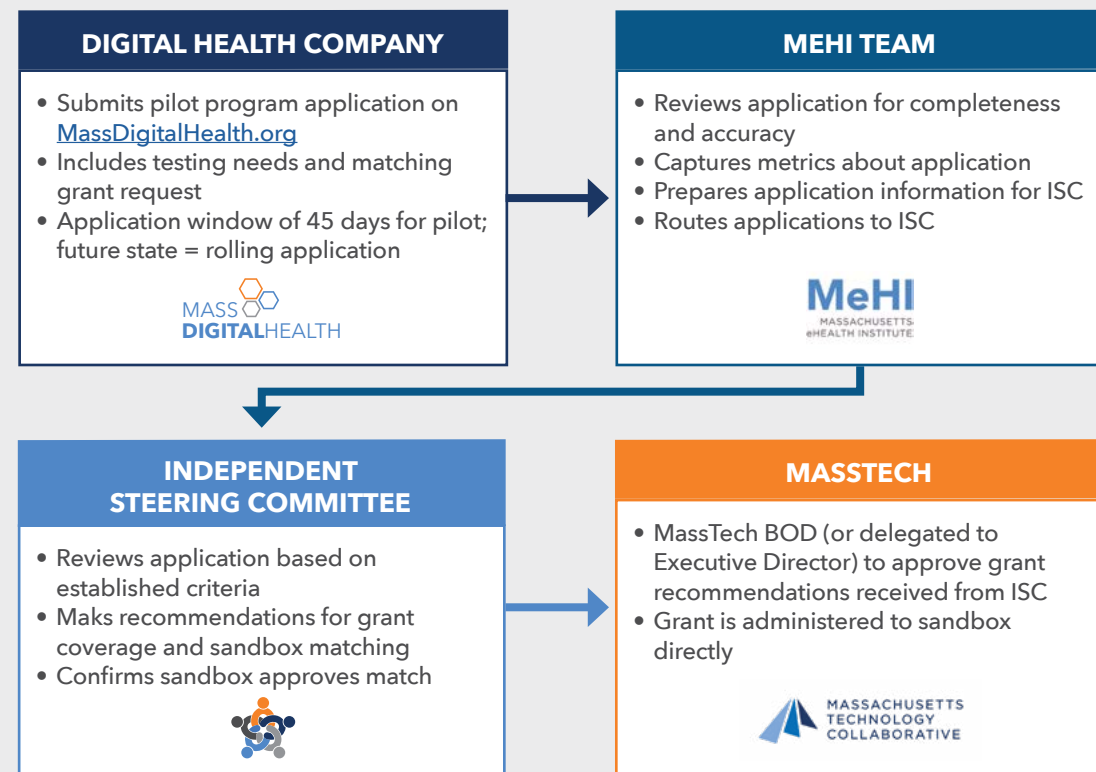 DIGITAL HEALTH COMPANY
• Submits pilot program application on
MassDigitalHealth.org
• Includes testing needs and matching
grant request
• Application window of 45 days for pilot;
future state = rolling application
MASS
DIGITALHEALTH
MEHI TEAM
• Reviews application for completeness
and accuracy
• Captures metrics about application
• Prepares application information for ISC
• Routes applications to ISC
MeHI
MASSACHUSETTS
eHEALTH INSTITUTE
INDEPENDENT
STEERING COMMITTEE
• Reviews application based on
established criteria
• Maks recommendations for grant
coverage and sandbox matching
• Confirms sandbox approves match
MASSTECH
• MassTech BOD (or delegated to
Executive Director) to approve grant
recommendations received from ISC
• Grant is administered to sandbox
directly
MASSACHUSETTS
TECHNOLOGY
COLLABORATIVE